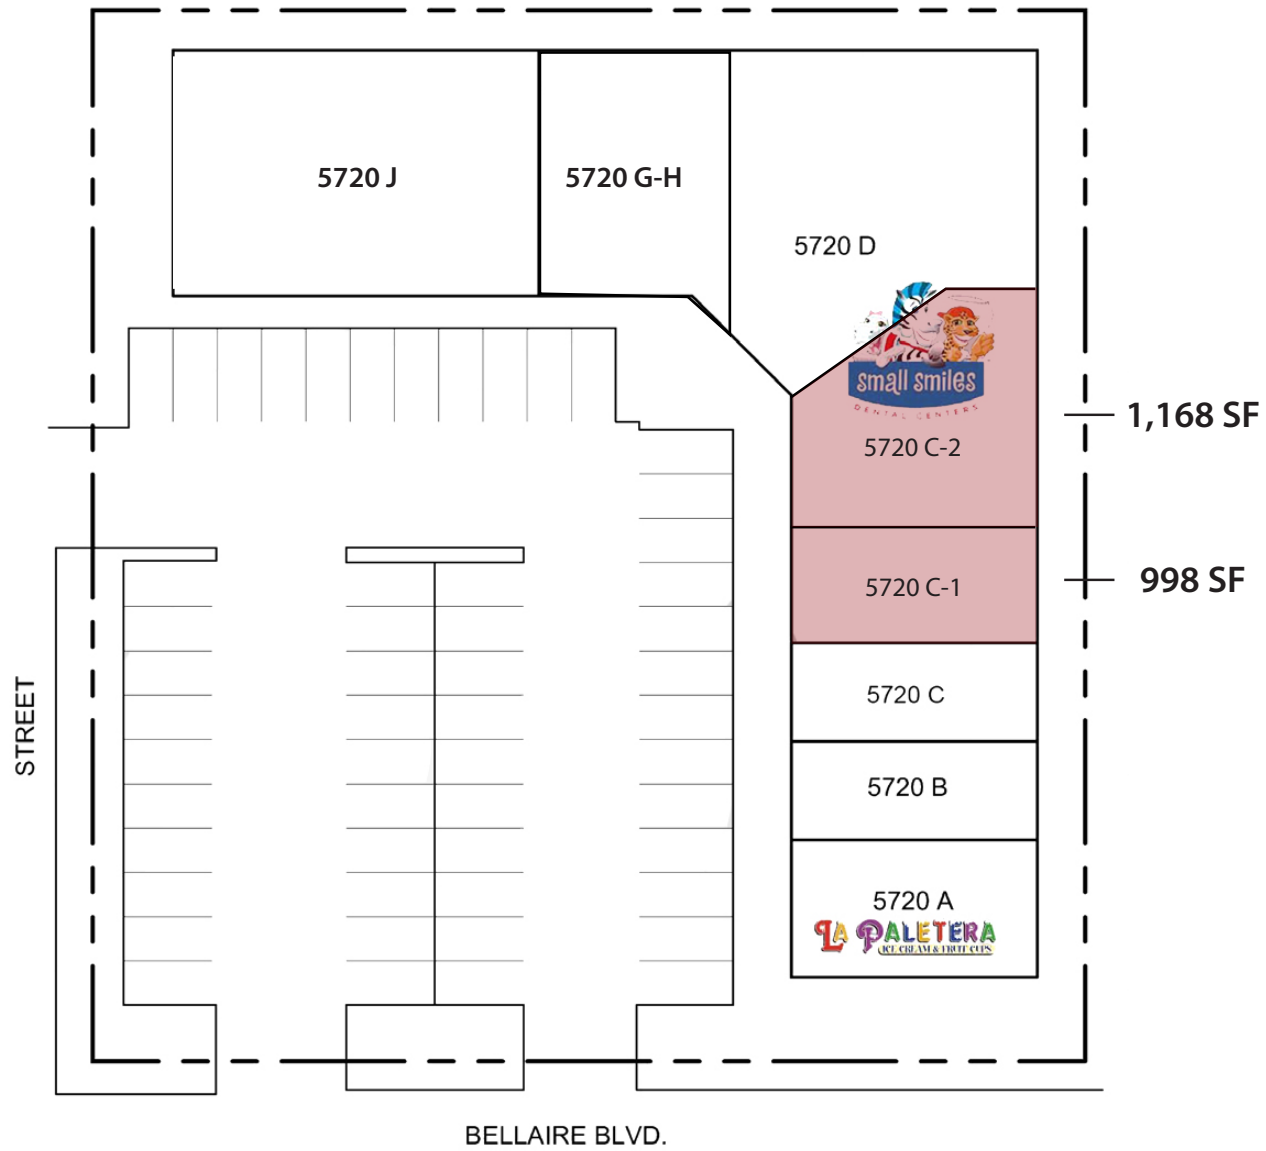 5720 J
5720 G-H
5720 D
small smiles
DENTAL CENTERS
5720 C-2
1,168 SF
5720 C-1
998 SF
5720 C
5720 B
5720 A
LA PALETERA
ICE CREAM & FRUIT CUPS
STREET
BELLAIRE BLVD.